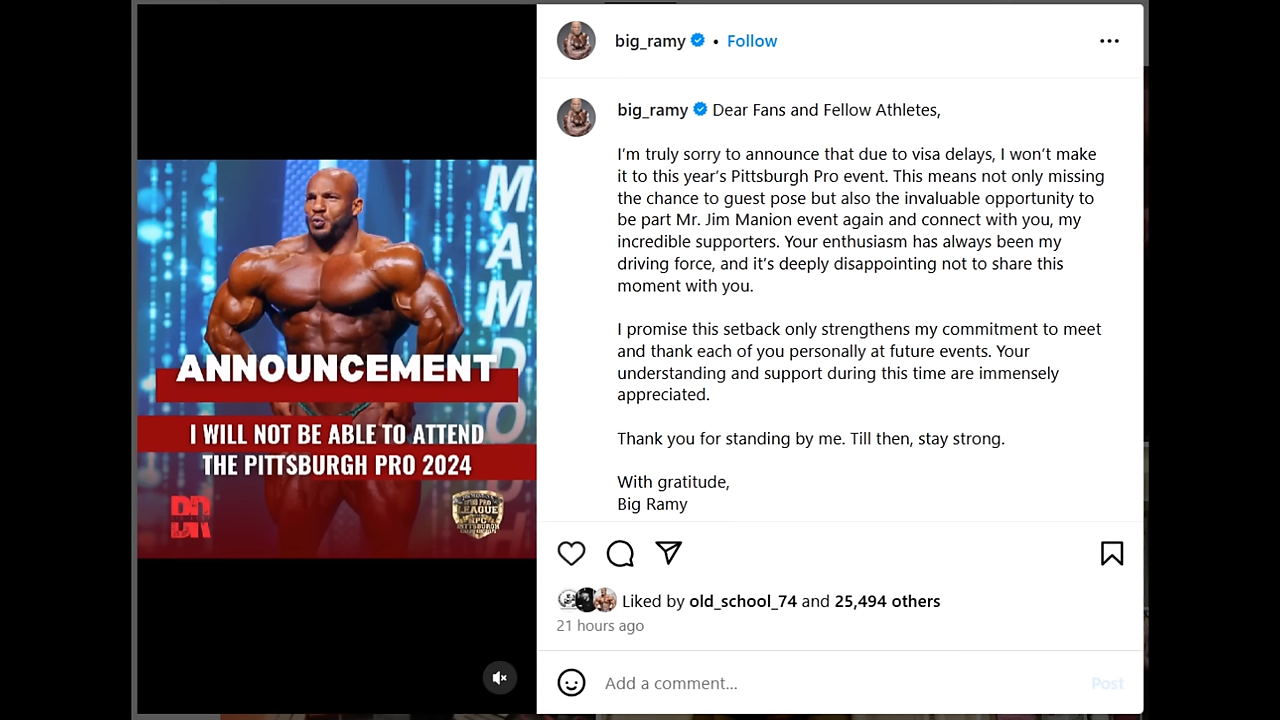 M
A
M
D
O
ANNOUNCEMENT
I WILL NOT BE ABLE TO ATTEND
THE PITTSBURGH PRO 2024
BR
LEAGUE
NPC
PITTSBURGH
big_ramy • Follow
big_ramy Dear Fans and Fellow Athletes,
I’m truly sorry to announce that due to visa delays, I won’t make
it to this year’s Pittsburgh Pro event. This means not only missing
the chance to guest pose but also the invaluable opportunity to
be part Mr. Jim Manion event again and connect with you, my
incredible supporters. Your enthusiasm has always been my
driving force, and it’s deeply disappointing not to share this
moment with you.
I promise this setback only strengthens my commitment to meet
and thank each of you personally at future events. Your
understanding and support during this time are immensely
appreciated.
Thank you for standing by me. Till then, stay strong.
With gratitude,
Big Ramy
Liked by old_school_74 and 25,494 others
21 hours ago
Add a comment...
Post